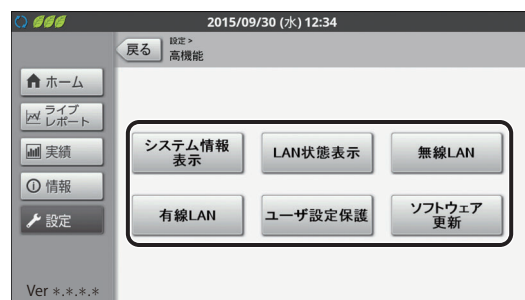 2015/09/30 (水) 12:34
戻る
設定 >
高機能
ホーム
ライブ
レポート
実績
情報
設定
システム情報
表示
LAN状態表示
無線LAN
有線LAN
ユーザ設定保護
ソフトウェア
更新
Ver *.*.*.*